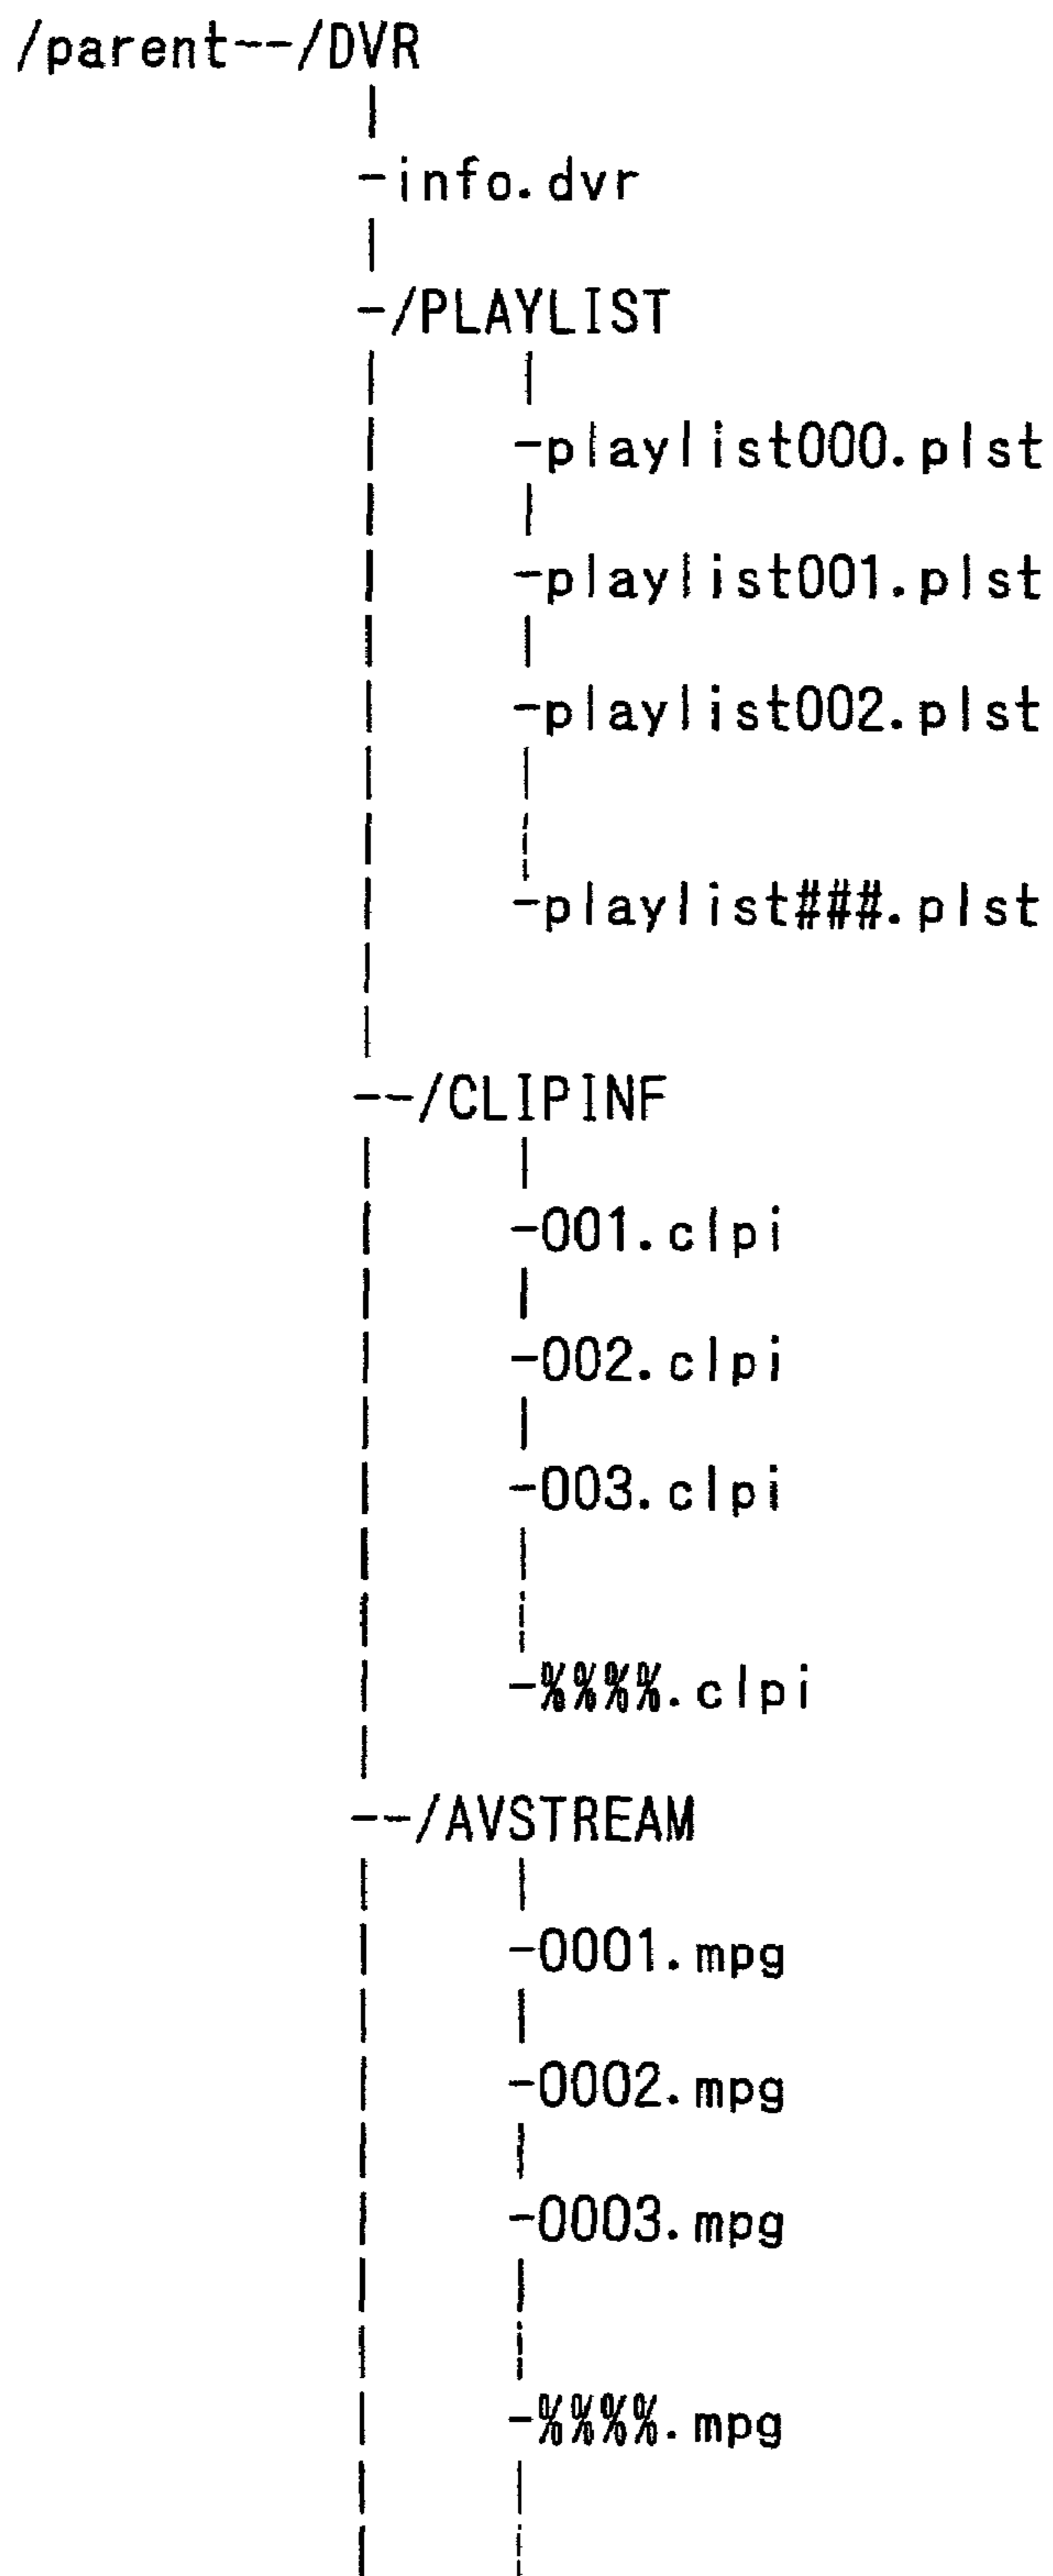 /parent--/DVR
-info.dvr
-/PLAYLIST
-playlist000.plst
-playlist001.plst
-playlist002.plst
-playlist###.plst
--/CLIPINF
-001.clpi
-002.clpi
-003.clpi
-%%%%.clpi
--/AVSTREAM
-0001.mpg
-0002.mpg
-0003.mpg
-%%%%.mpg